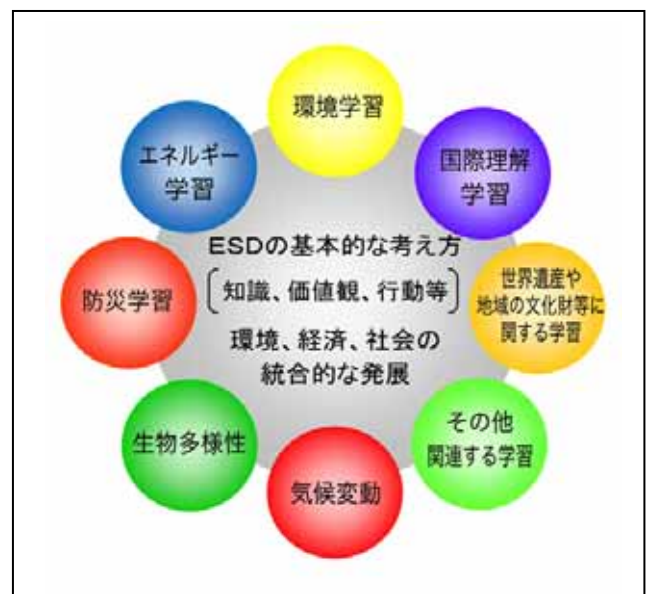 環境学習
国際理解
学習
世界遺産や
地域の文化財等に
関する学習
その他
関連する学習
気候変動
生物多様性
防災学習
エネルギー
学習
ESDの基本的な考え方
[知識、価値観、行動等]
環境、経済、社会の
統合的な発展